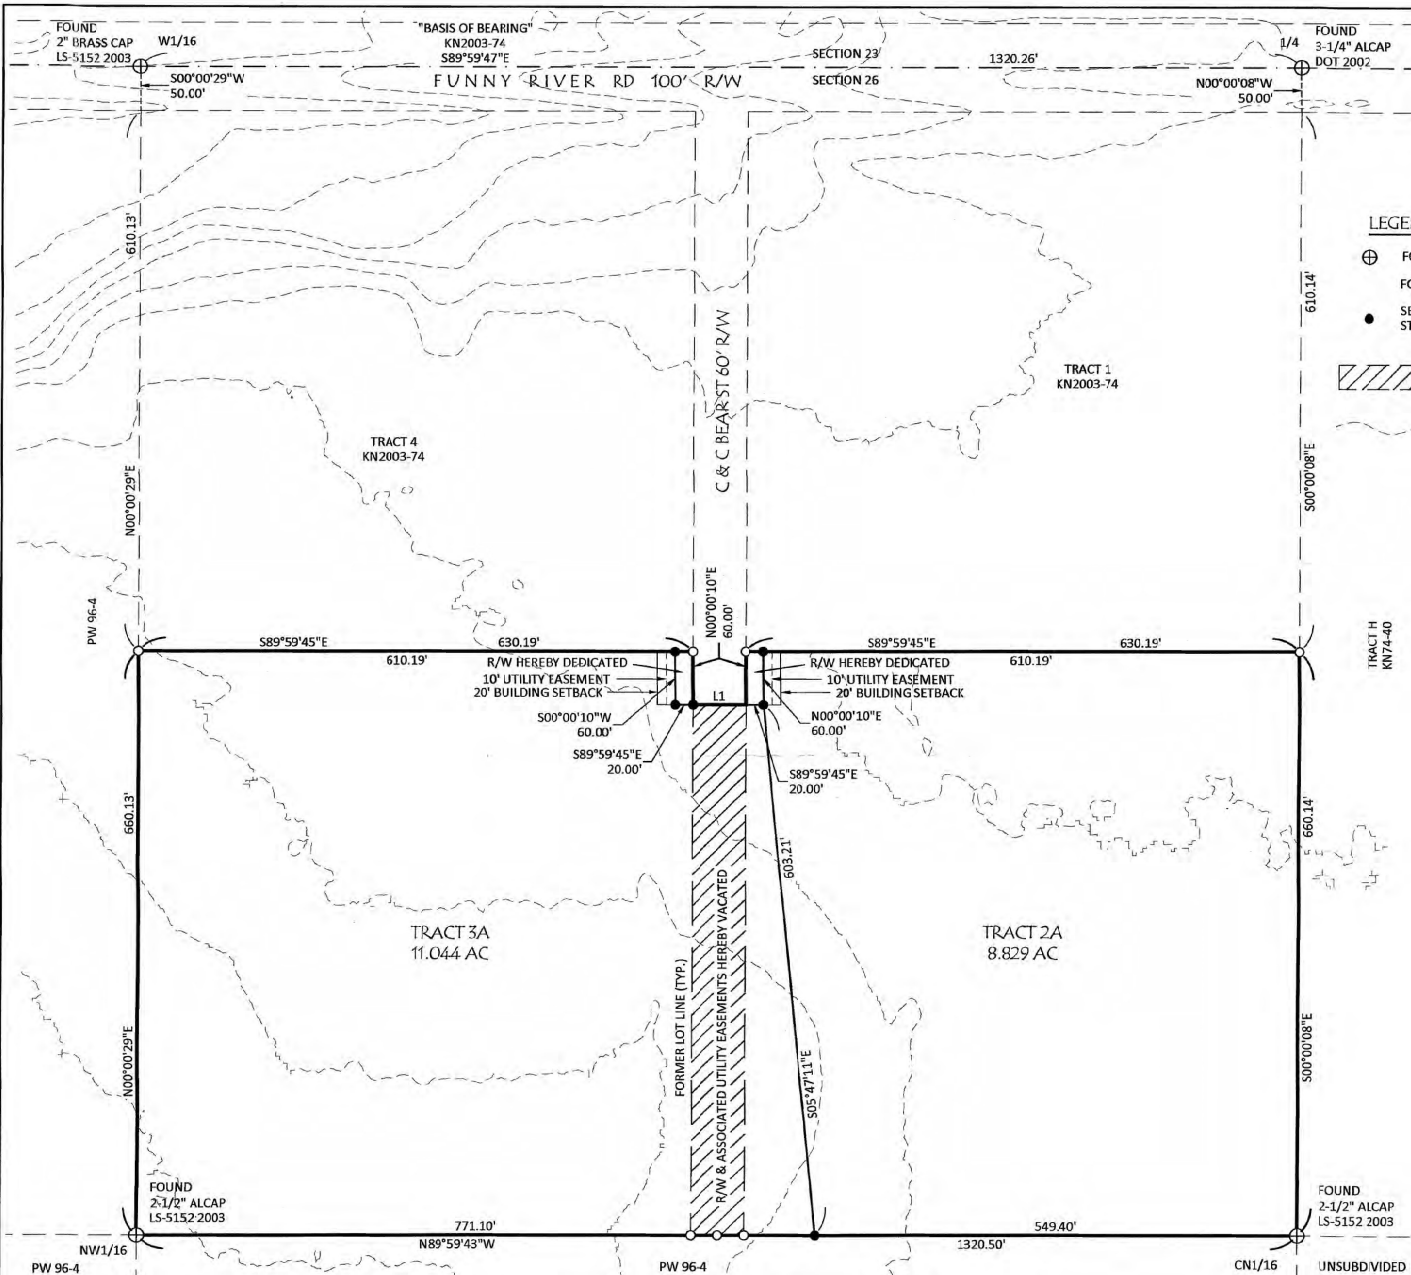 FOUND
2" BRASS CAP
LS-5152 2003
W1/16
"BASIS OF BEARING"
KN2003-74
S89°59'47"E
SECTION 23
SECTION 26
1320.26'
1/4
FOUND
3-1/4" ALCAP
DOT 2002
S00°00'29"W
50.00'
FUNNY RIVER RD 100' R/W
N00°00'08"W
50.00'
610.13'
610.14'
LEGE
FO
FO
SE
ST
C & C BEAR ST 60' R/W
TRACT 1
KN2003-74
TRACT 4
KN2003-74
N00°00'29"E
S00°00'08"E
PW 96-4
N00°00'10"E
60.00'
TRACT H
KN74-40
S89°59'45"E
630.19'
610.19'
S89°59'45"E
630.19'
610.19'
R/W HEREBY DEDICATED
10' UTILITY EASEMENT
20' BUILDING SETBACK
L1
R/W HEREBY DEDICATED
10' UTILITY EASEMENT
20' BUILDING SETBACK
S00°00'10"W
60.00'
N00°00'10"E
60.00'
S89°59'45"E
20.00'
S89°59'45"E
20.00'
660.13'
603.21'
660.14'
TRACT 3A
11.044 AC
TRACT 2A
8.829 AC
FORMER LOT LINE (TYP.)
R/W & ASSOCIATED UTILITY EASEMENTS HEREBY VACATED
N00°00'29"E
S05°47'11"E
S00°00'08"E
FOUND
2-1/2" ALCAP
LS-5152 2003
FOUND
2-1/2" ALCAP
LS-5152 2003
771.10'
549.40'
NW1/16
N89°59'43"W
1320.50'
CN1/16
PW 96-4
PW 96-4
UNSUBDIVIDED